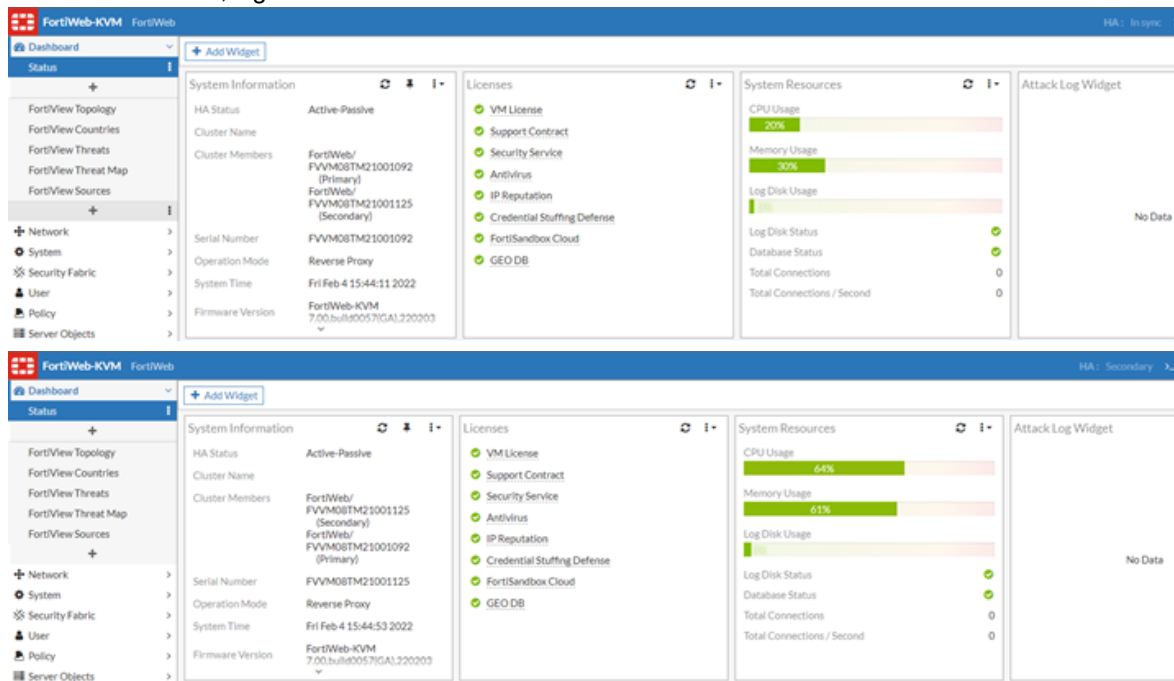 FortiWeb-KVM FortiWeb
HA: In sync
Dashboard
Status
FortiView Topology
FortiView Countries
FortiView Threats
FortiView Threat Map
FortiView Sources
Network
System
Security Fabric
User
Policy
Server Objects
+ Add Widget
System Information
HA Status Active-Passive
Cluster Name
Cluster Members FortiWeb/
FVVM08TM21001092
(Primary)
FortiWeb/
FVVM08TM21001125
(Secondary)
Serial Number FVVM08TM21001092
Operation Mode Reverse Proxy
System Time Fri Feb 4 15:44:11 2022
Firmware Version FortiWeb-KVM
7.00,build0057(GA),220203
Licenses
VM License
Support Contract
Security Service
Antivirus
IP Reputation
Credential Stuffing Defense
FortiSandbox Cloud
GEO DB
System Resources
CPU Usage
20%
Memory Usage
30%
Log Disk Usage
Log Disk Status
Database Status
Total Connections 0
Total Connections / Second 0
Attack Log Widget
No Data
FortiWeb-KVM FortiWeb
HA: Secondary >_
Dashboard
Status
FortiView Topology
FortiView Countries
FortiView Threats
FortiView Threat Map
FortiView Sources
Network
System
Security Fabric
User
Policy
Server Objects
+ Add Widget
System Information
HA Status Active-Passive
Cluster Name
Cluster Members FortiWeb/
FVVM08TM21001125
(Secondary)
FortiWeb/
FVVM08TM21001092
(Primary)
Serial Number FVVM08TM21001125
Operation Mode Reverse Proxy
System Time Fri Feb 4 15:44:53 2022
Firmware Version FortiWeb-KVM
7.00,build0057(GA),220203
Licenses
VM License
Support Contract
Security Service
Antivirus
IP Reputation
Credential Stuffing Defense
FortiSandbox Cloud
GEO DB
System Resources
CPU Usage
64%
Memory Usage
61%
Log Disk Usage
Log Disk Status
Database Status
Total Connections 0
Total Connections / Second 0
Attack Log Widget
No Data